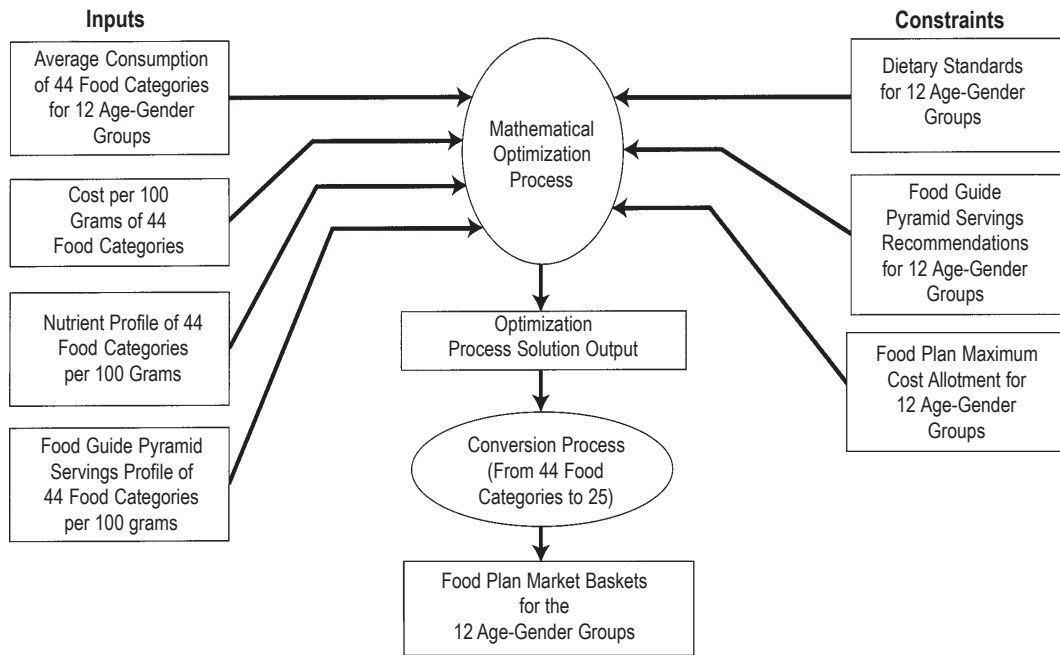 Inputs
Average Consumption
of 44 Food Categories
for 12 Age-Gender
Groups
Cost per 100
Grams of 44
Food Categories
Nutrient Profile of 44
Food Categories
per 100 Grams
Food Guide Pyramid
Servings Profile of
44 Food Categories
per 100 grams
Mathematical
Optimization
Process
Optimization
Process Solution Output
Conversion Process
(From 44 Food
Categories to 25)
Food Plan Market Baskets
for the
12 Age-Gender Groups
Constraints
Dietary Standards
for 12 Age-Gender
Groups
Food Guide
Pyramid Servings
Recommendations
for 12 Age-Gender
Groups
Food Plan Maximum
Cost Allotment for
12 Age-Gender
Groups